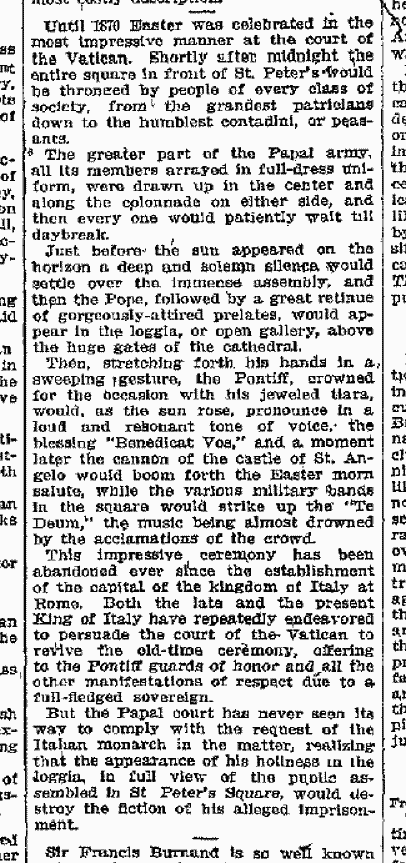 Until 1870 Easter was celebrated in the
most impressive manner at the court of
the Vatican. Shortly after midnight the
entire square in front of St. Peter's would
be thronged by people of every class of
society, from the grandest patricians
down to the humblest contadini, or peas-
ants.
The greater part of the Papal army,
all its members arrayed in full-dress uni-
form, were drawn up in the center and
along the colonnade on either side, and
then every one would patiently wait till
daybreak.
Just before the sun appeared on the
horizon a deep and solemn silence would
settle over the immense assembly, and
then the Pope, followed by a great retinue
of gorgeously-attired prelates, would ap-
pear in the loggia, or open gallery, above
the huge gates of the cathedral.
Then, stretching forth his hands in a
sweeping gesture, the Pontiff, crowned
for the occasion with his jeweled tiara,
would, as the sun rose, pronounce in a
loud and resonant tone of voice, the
blessing "Benedicat Vos," and a moment
later the cannon of the castle of St. An-
gelo would boom forth the Easter morn
salute, while the various military bands
in the square would strike up the "Te
Deum," the music being almost drowned
by the acclamations of the crowd.
This impressive ceremony has been
abandoned ever since the establishment
of the capital of the kingdom of Italy at
Rome. Both the late and the present
King of Italy have repeatedly endeavored
to persuade the court of the Vatican to
revive the old-time ceremony, offering
to the Pontiff guards of honor and all the
other manifestations of respect due to a
full-fledged sovereign.
But the Papal court has never seen its
way to comply with the request of the
Italian monarch in the matter, realizing
that the appearance of his holiness in the
loggia, in full view of the public as-
sembled in St Peter's Square, would de-
stroy the fiction of his alleged imprison-
ment.
Sir Francis Burnand is so well known